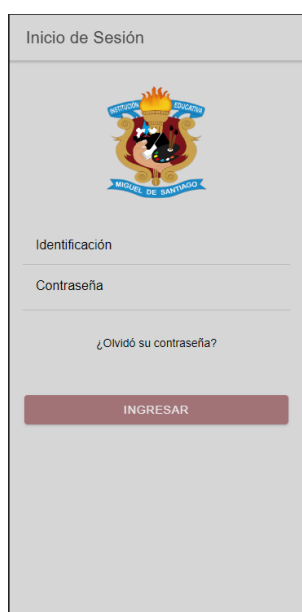 Inicio de Sesión
INSTITUCIÓN EDUCATIVA
MIGUEL DE SANTIAGO
Identificación
Contraseña
¿Olvidó su contraseña?
INGRESAR